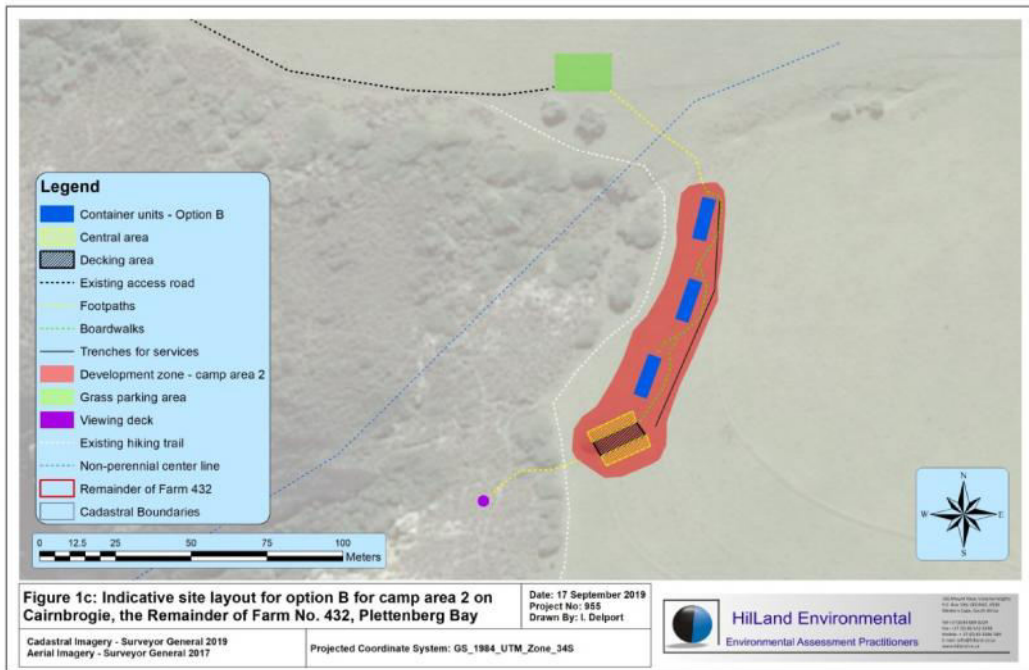 Legend
Container units - Option B
Central area
Decking area
Existing access road
Footpaths
Boardwalks
Trenches for services
Development zone - camp area 2
Grass parking area
Viewing deck
Existing hiking trail
Non-perennial center line
Remainder of Farm 432
Cadastral Boundaries
0 12.5 25 50 75 100
Meters
N
W E
S
Figure 1c: Indicative site layout for option B for camp area 2 on
Cairnbrogie, the Remainder of Farm No. 432, Plettenberg Bay
Date: 17 September 2019
Project No: 955
Drawn By: I. Delport
Cadastral Imagery - Surveyor General 2019
Aerial Imagery - Surveyor General 2017
Projected Coordinate System: GS_1984_UTM_Zone_34S
HilLand Environmental
Environmental Assessment Practitioners